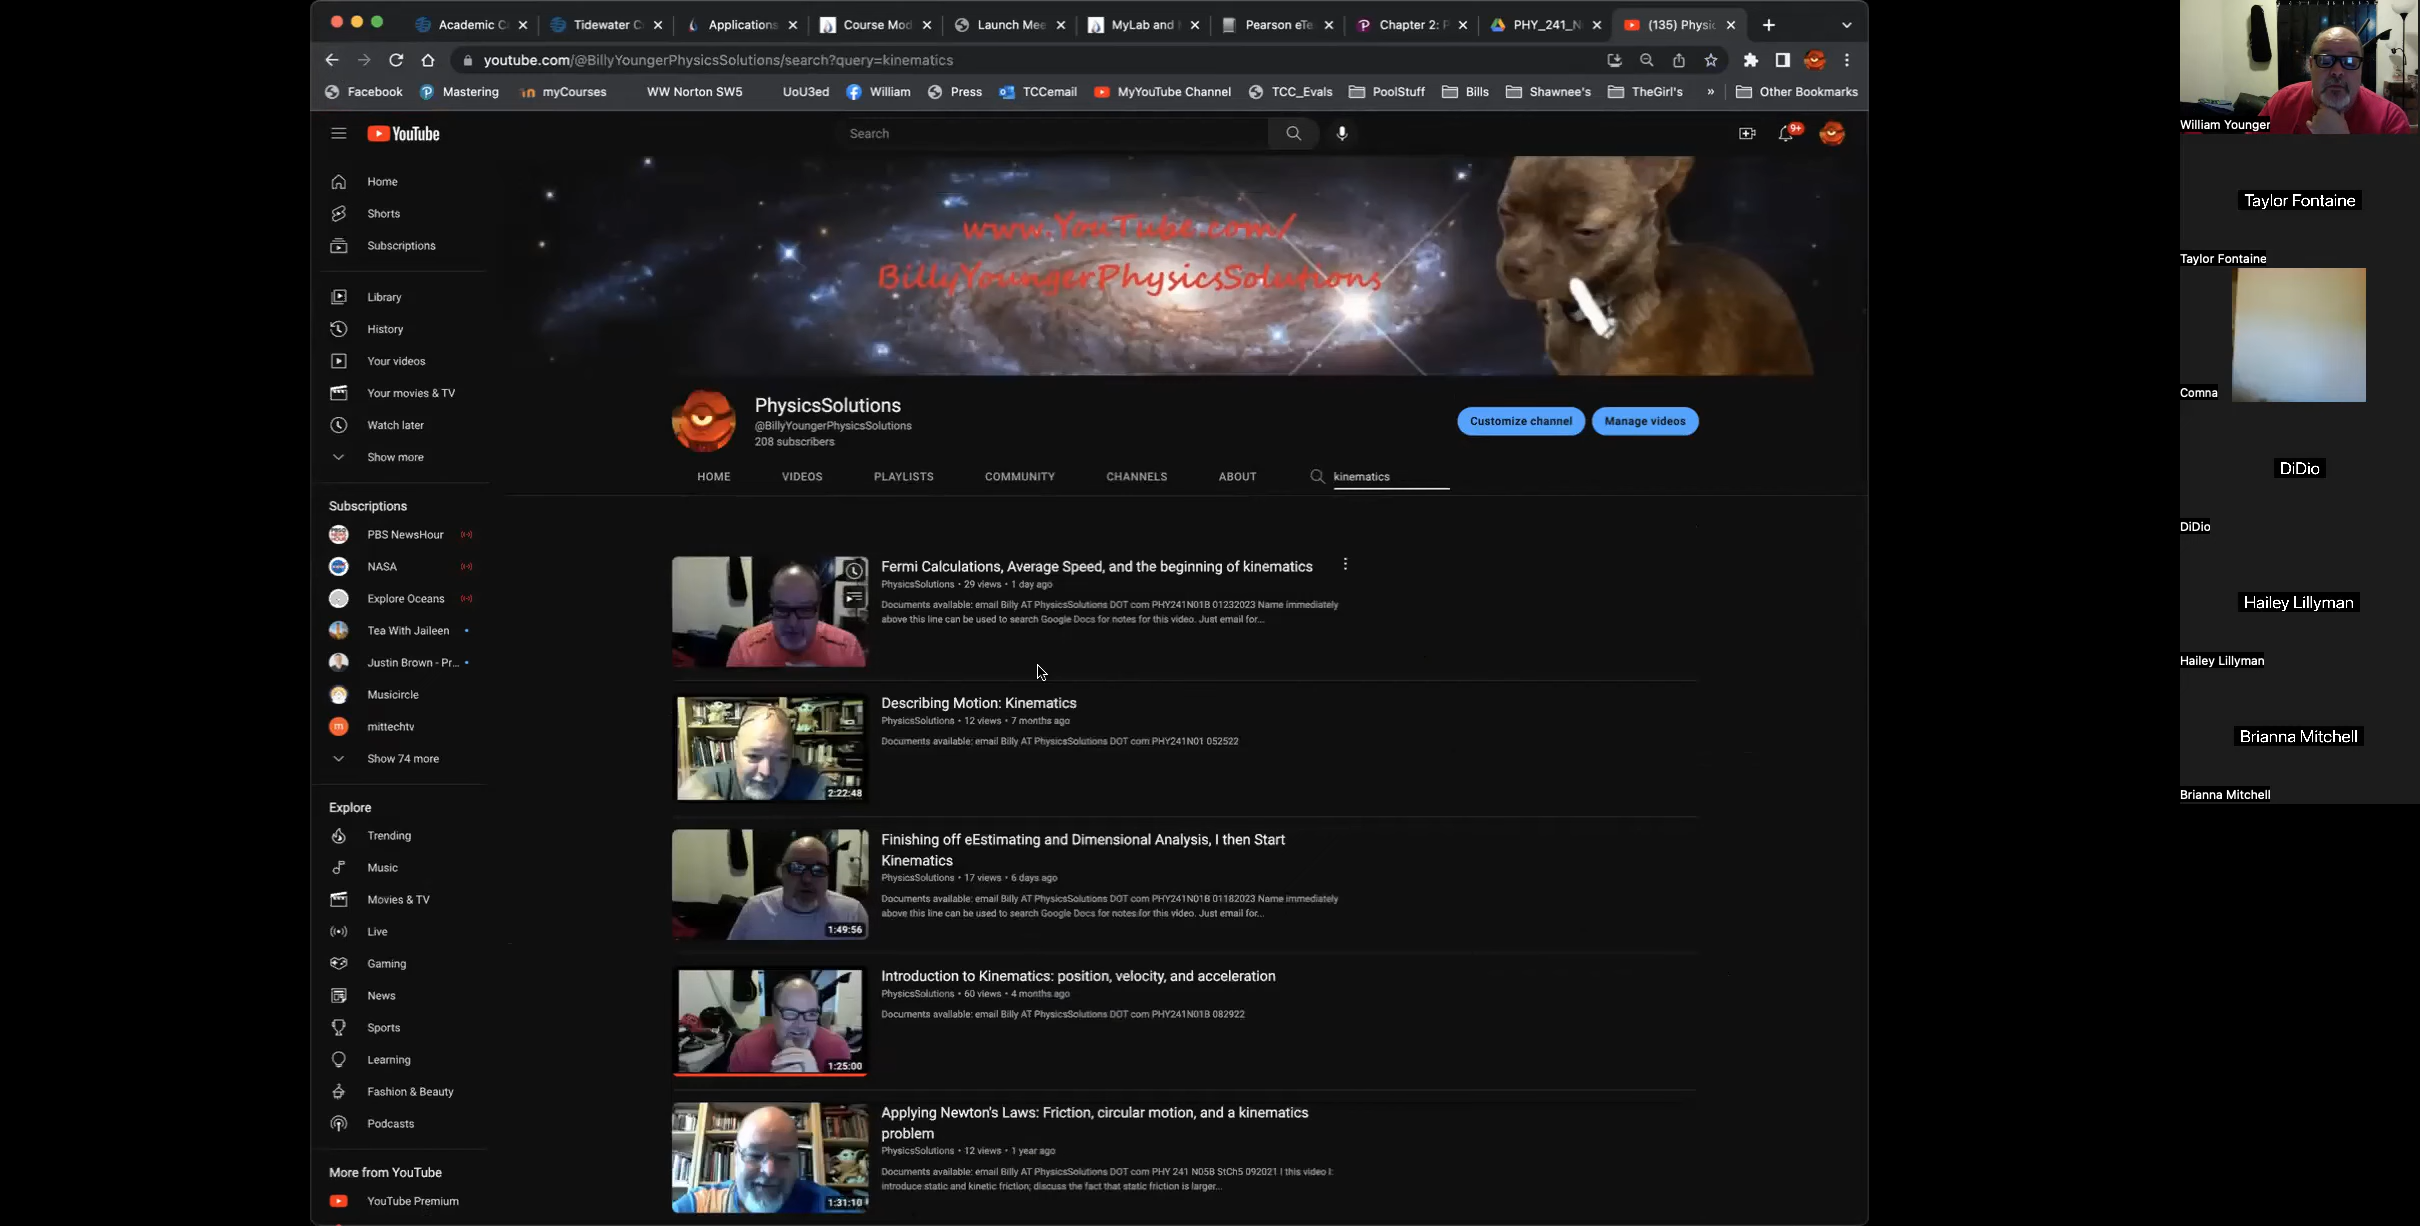 Academic C
Tidewater C
Applications
Course Mod
Launch Mee
MyLab and
Pearson eTe
Chapter 2: P
PHY_241_N
(135) Physic
youtube.com/@BillyYoungerPhysicsSolutions/search?query=kinematics
Facebook
Mastering
myCourses
WW Norton SW5
UoU3ed
William
Press
TCCemail
MyYouTube Channel
TCC_Evals
PoolStuff
Bills
Shawnee's
TheGirl's
»
Other Bookmarks
YouTube
Search
9+
Home
Shorts
Subscriptions
Library
History
Your videos
Your movies & TV
Watch later
Show more
Subscriptions
PBS NewsHour
NASA
Explore Oceans
Tea With Jaileen
Justin Brown - Pr...
Musicircle
mittechtv
Show 74 more
Explore
Trending
Music
Movies & TV
Live
Gaming
News
Sports
Learning
Fashion & Beauty
Podcasts
More from YouTube
YouTube Premium
www.YouTube.com/
BillyYoungerPhysicsSolutions
PhysicsSolutions
@BillyYoungerPhysicsSolutions
208 subscribers
Customize channel
Manage videos
HOME
VIDEOS
PLAYLISTS
COMMUNITY
CHANNELS
ABOUT
kinematics
Fermi Calculations, Average Speed, and the beginning of kinematics
PhysicsSolutions • 29 views • 1 day ago
Documents available: email Billy AT PhysicsSolutions DOT com PHY241N01B 01232023 Name immediately
above this line can be used to search Google Docs for notes for this video. Just email for...
Describing Motion: Kinematics
PhysicsSolutions • 12 views • 7 months ago
Documents available: email Billy AT PhysicsSolutions DOT com PHY241N01 052522
2:22:48
Finishing off eEstimating and Dimensional Analysis, I then Start
Kinematics
PhysicsSolutions • 17 views • 6 days ago
Documents available: email Billy AT PhysicsSolutions DOT com PHY241N01B 01182023 Name immediately
above this line can be used to search Google Docs for notes for this video. Just email for...
1:49:56
Introduction to Kinematics: position, velocity, and acceleration
PhysicsSolutions • 60 views • 4 months ago
Documents available: email Billy AT PhysicsSolutions DOT com PHY241N01B 082922
1:25:00
Applying Newton's Laws: Friction, circular motion, and a kinematics
problem
PhysicsSolutions • 12 views • 1 year ago
Documents available: email Billy AT PhysicsSolutions DOT com PHY 241 N05B StCh5 092021 I this video I:
introduce static and kinetic friction; discuss the fact that static friction is larger...
1:31:10
William Younger
Taylor Fontaine
Taylor Fontaine
Comna
DiDio
DiDio
Hailey Lillyman
Hailey Lillyman
Brianna Mitchell
Brianna Mitchell